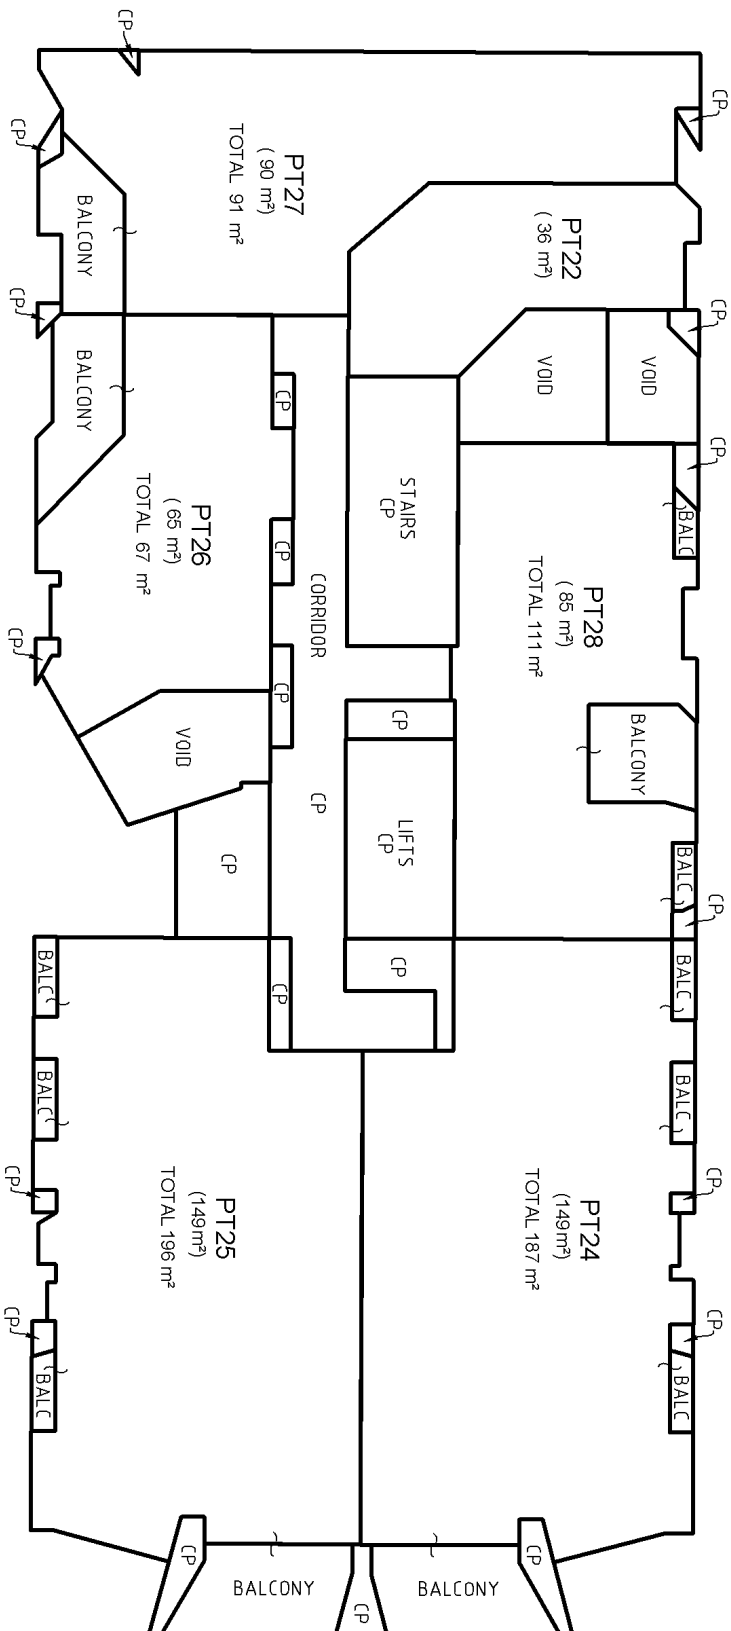 CP
CP
CP
BALCONY
PT27
( 90 m²)
TOTAL 91 m²
PT22
( 36 m²)
CP
CP
BALCONY
CP
VOID
VOID
STAIRS
CP
CP
BALC
PT26
( 65 m²)
TOTAL 67 m²
CP
CORRIDOR
CP
PT28
( 85 m²)
TOTAL 111 m²
CP
CP
VOID
CP
BALCONY
LIFTS
CP
CP
BALC
CP
CP
BALC
CP
CP
BALC
BALC
BALC
CP
PT25
(149m²)
TOTAL 196 m²
PT24
(149m²)
TOTAL 187 m²
CP
CP
BALC
CP
BALC
CP
BALCONY
BALCONY
CP
CP